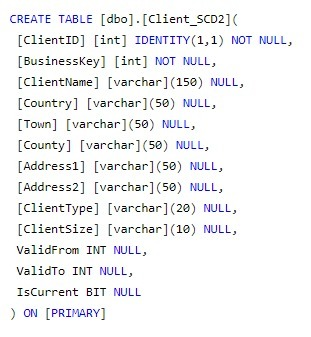 CREATE TABLE [dbo].[Client_SCD2](
[ClientID] [int] IDENTITY(1,1) NOT NULL,
[BusinessKey] [int] NOT NULL,
[ClientName] [varchar](150) NULL,
[Country] [varchar](50) NULL,
[Town] [varchar](50) NULL,
[County] [varchar](50) NULL,
[Address1] [varchar](50) NULL,
[Address2] [varchar](50) NULL,
[ClientType] [varchar](20) NULL,
[ClientSize] [varchar](10) NULL,
ValidFrom INT NULL,
ValidTo INT NULL,
IsCurrent BIT NULL
) ON [PRIMARY]